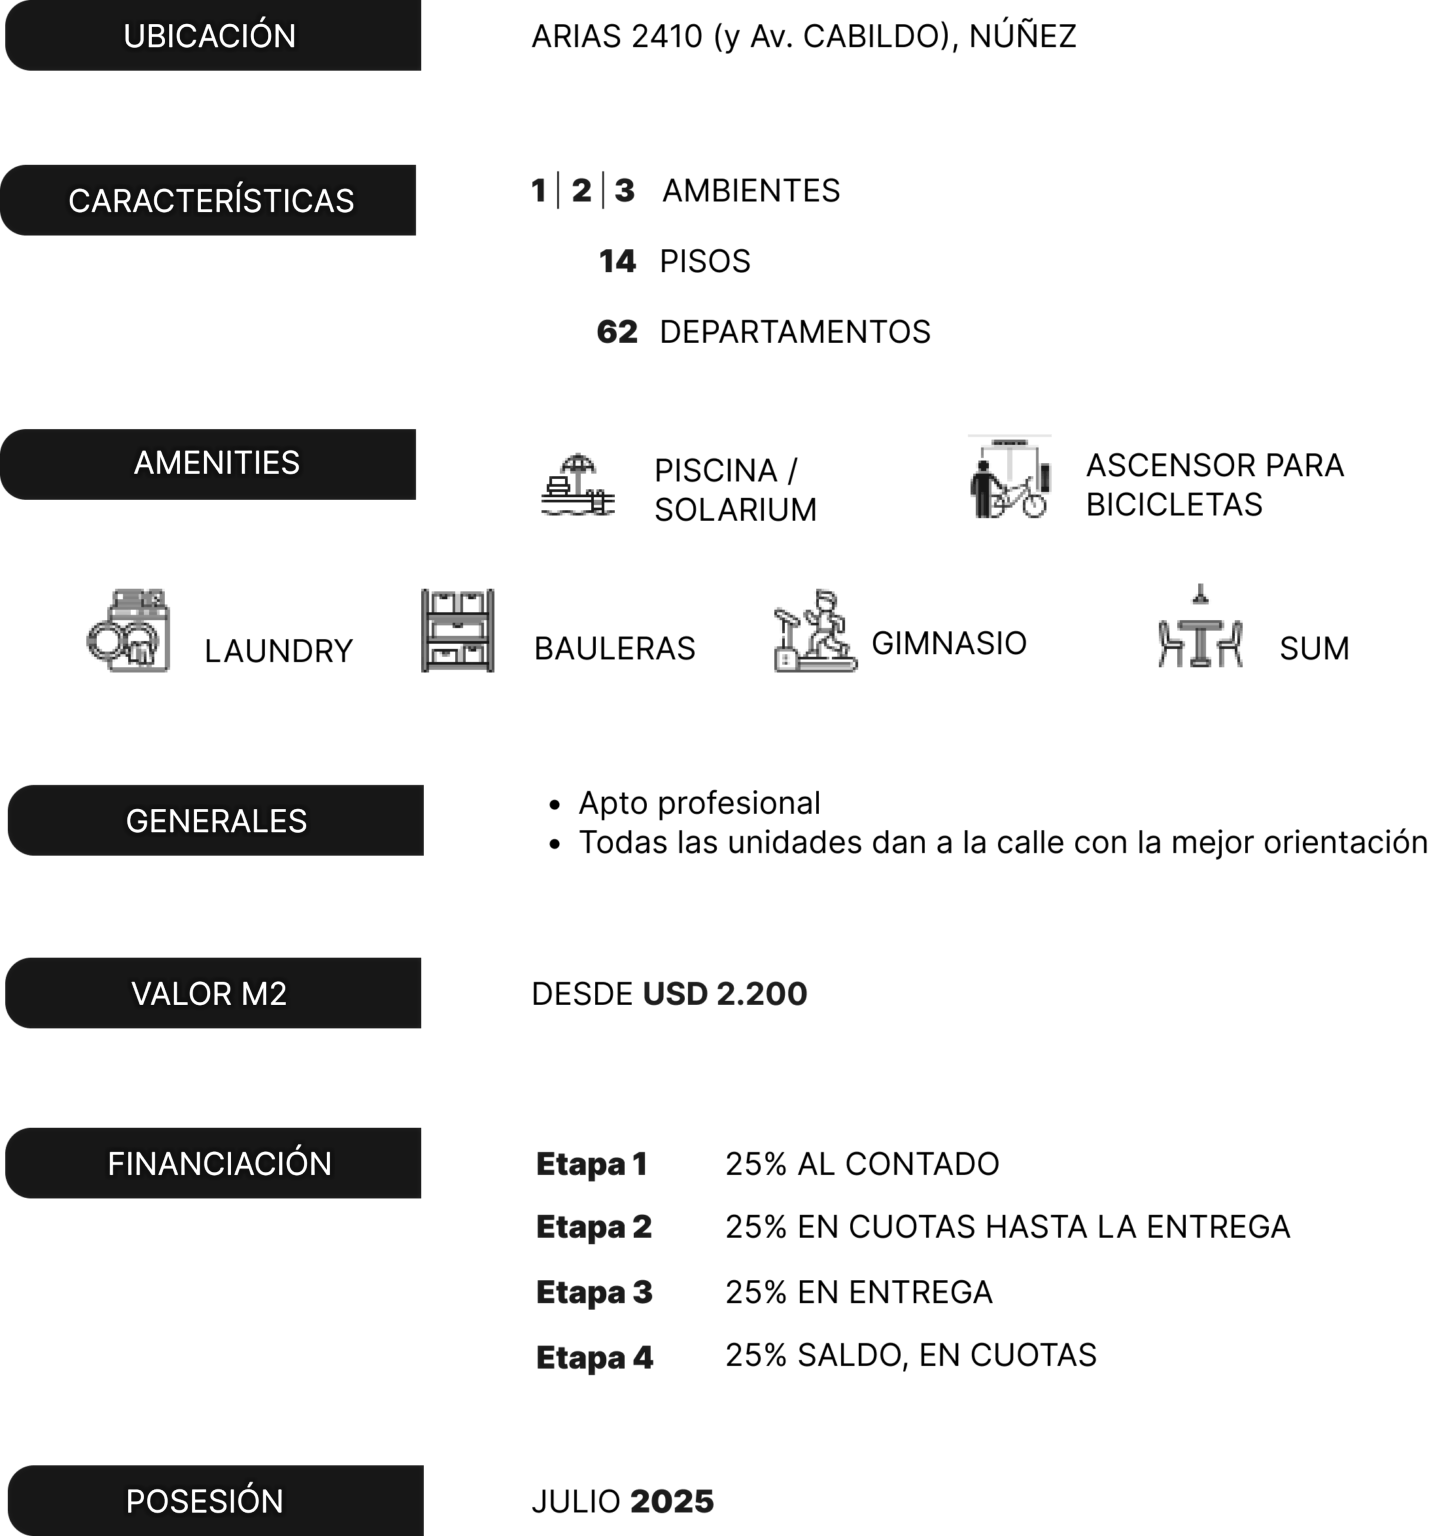 UBICACIÓN
ARIAS 2410 (y Av. CABILDO), NÚÑEZ
CARACTERÍSTICAS
1 | 2 | 3 AMBIENTES
14 PISOS
62 DEPARTAMENTOS
AMENITIES
PISCINA /
SOLARIUM
ASCENSOR PARA
BICICLETAS
LAUNDRY
BAULERAS
GIMNASIO
SUM
GENERALES
• Apto profesional
• Todas las unidades dan a la calle con la mejor orientación
VALOR M2
DESDE USD 2.200
FINANCIACIÓN
Etapa 1 25% AL CONTADO
Etapa 2 25% EN CUOTAS HASTA LA ENTREGA
Etapa 3 25% EN ENTREGA
Etapa 4 25% SALDO, EN CUOTAS
POSESIÓN
JULIO 2025